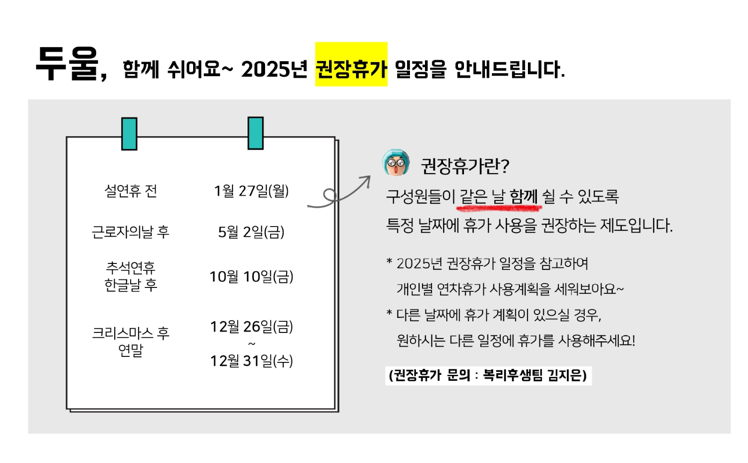 두울, 함께 쉬어요~ 2025년 권장휴가 일정을 안내드립니다.
설연휴 전 1월 27일(월)
근로자의날 후 5월 2일(금)
추석연휴
한글날 후 10월 10일(금)
크리스마스 후
연말
12월 26일(금)
~
12월 31일(수)
권장휴가란?
구성원들이 같은 날 함께 쉴 수 있도록
특정 날짜에 휴가 사용을 권장하는 제도입니다.
* 2025년 권장휴가 일정을 참고하여
개인별 연차휴가 사용계획을 세워보아요~
* 다른 날짜에 휴가 계획이 있으실 경우,
원하시는 다른 일정에 휴가를 사용해주세요!
(권장휴가 문의 : 복리후생팀 김지은)